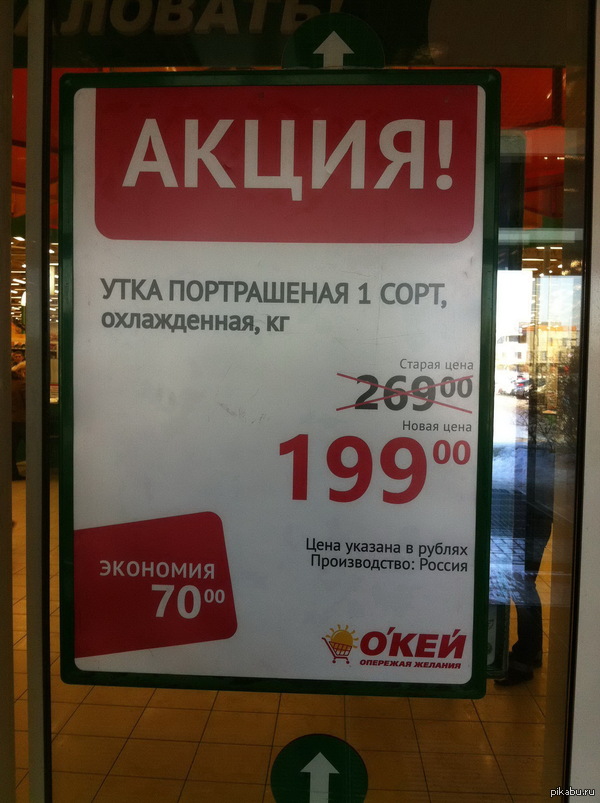 АЛОВАТЬ!
АКЦИЯ!
УТКА ПОРТРАШЕНАЯ 1 СОРТ,
охлажденная, кг
Старая цена
269⁰⁰
Новая цена
199⁰⁰
Цена указана в рублях
Производство: Россия
ЭКОНОМИЯ
70⁰⁰
О'КЕЙ
ОПЕРЕЖАЯ ЖЕЛАНИЯ
pikabu.ru